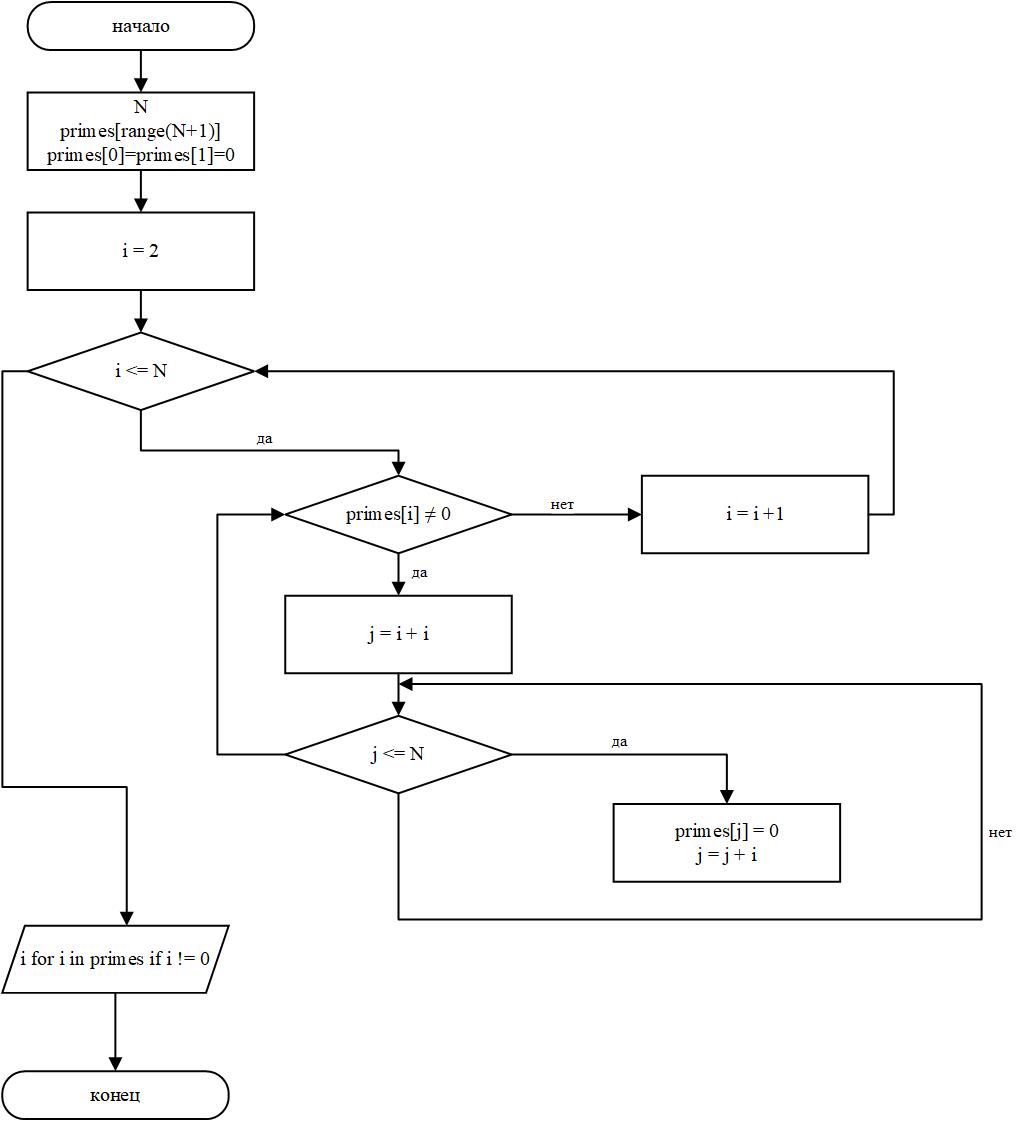 начало
N
primes[range(N+1)]
primes[0]=primes[1]=0
i = 2
i <= N
да
primes[i] ≠ 0
нет
i = i +1
да
j = i + i
j <= N
да
primes[j] = 0
j = j + i
нет
i for i in primes if i != 0
конец